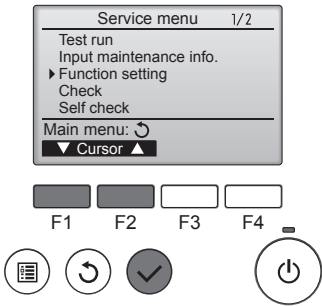 Service menu 1/2
Test run
Input maintenance info.
Function setting
Check
Self check
Main menu:
Cursor
F1 F2 F3 F4